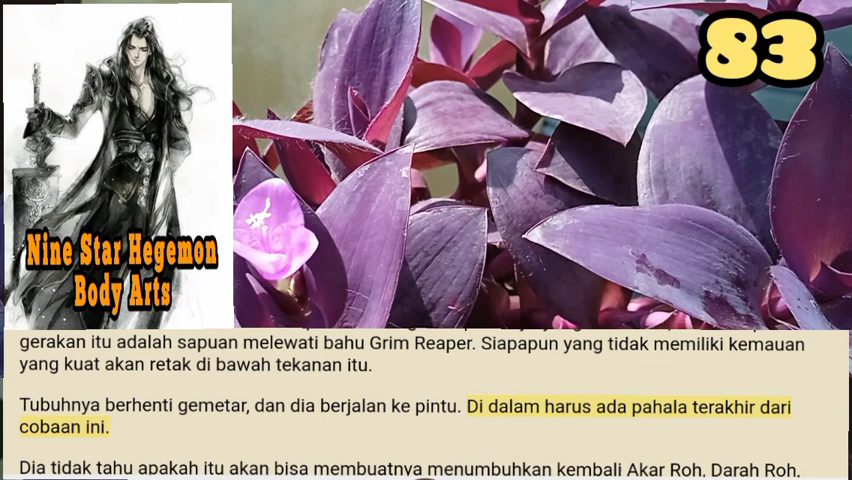 83
Nine Star Hegemon
Body Arts
gerakan itu adalah sapuan melewati bahu Grim Reaper. Siapapun yang tidak memiliki kemauan
yang kuat akan retak di bawah tekanan itu.
Tubuhnya berhenti gemetar, dan dia berjalan ke pintu. Di dalam harus ada pahala terakhir dari
cobaan ini.
Dia tidak tahu apakah itu akan bisa membuatnya menumbuhkan kembali Akar Roh, Darah Roh,